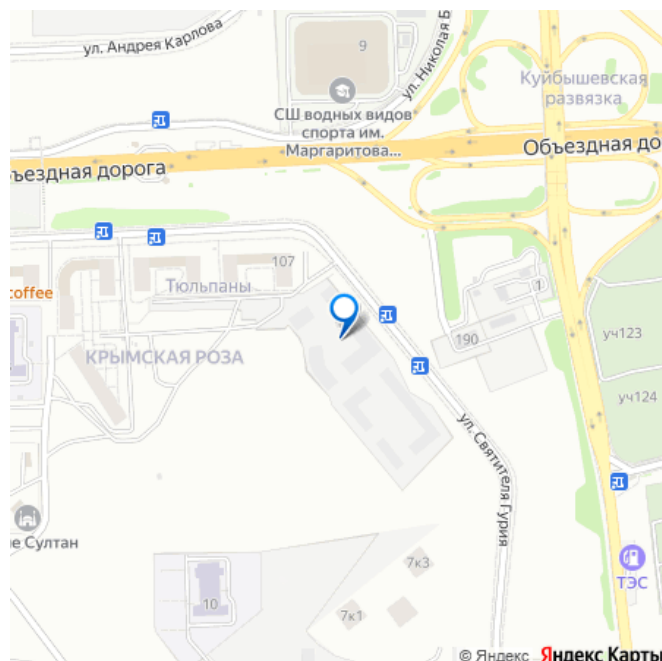 ул. Андрея Карлова
9
ул. Николая Б
Куйбышевская
развязка
СШ водных видов
спорта им.
Маргаритова...
Объездная до
ъездная дорога
107
Тюльпаны
coffee
1
190
уч123
КРЫМСКАЯ РОЗА
уч124
ул. Святителя Гурия
е Султан
7к3
ТЭС
10
7к1
© Яндекс Яндекс Карты